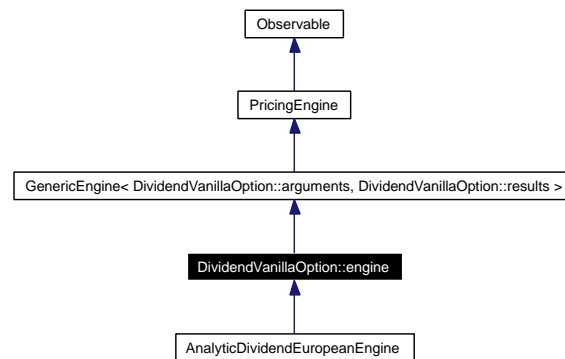 Observable
PricingEngine
GenericEngine< DividendVanillaOption::arguments, DividendVanillaOption::results >
DividendVanillaOption::engine
AnalyticDividendEuropeanEngine